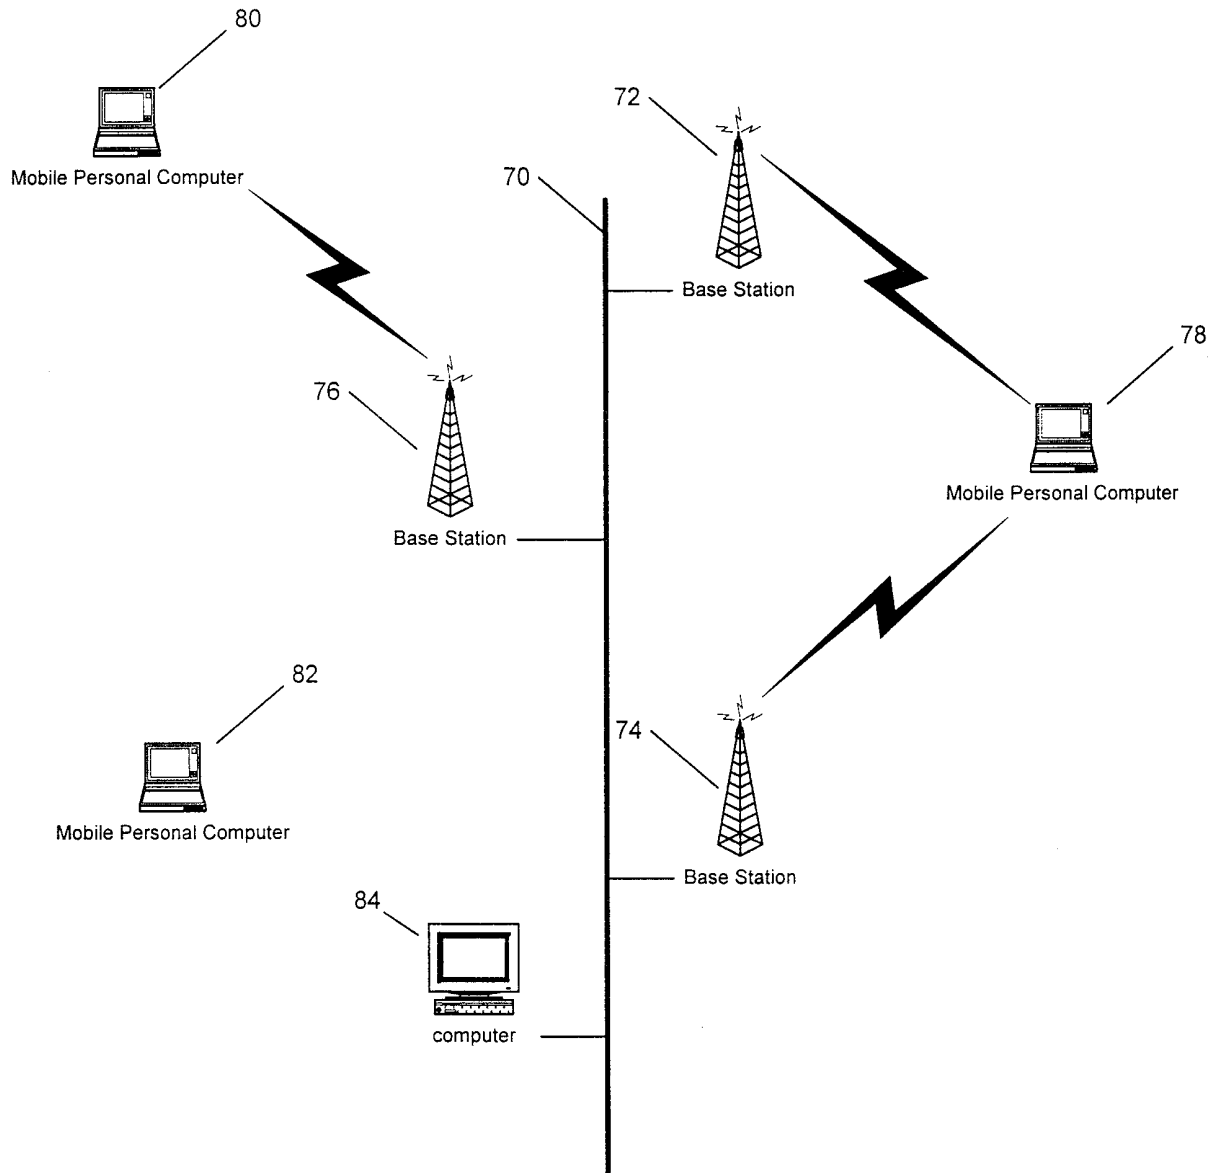 80
72
Mobile Personal Computer
70
Base Station
78
76
Mobile Personal Computer
Base Station
82
74
Mobile Personal Computer
Base Station
84
computer